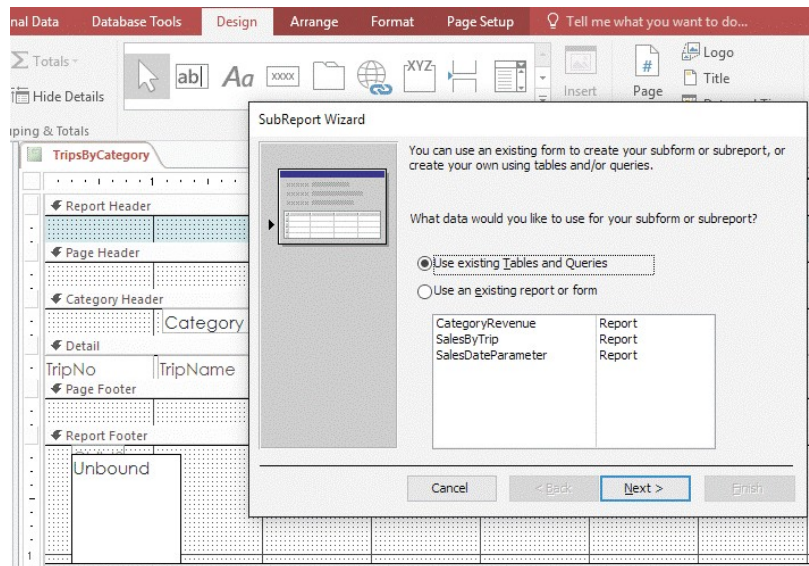 nal Data Database Tools Design Arrange Format Page Setup Tell me what you want to do...
Totals
Hide Details
ab| Aa xxxx XYZ
Insert
Page
Logo
Title
ping & Totals
TripsByCategory
1
Report Header
Page Header
Category Header
Category
Detail
TripNo TripName
Page Footer
Report Footer
Unbound
1
SubReport Wizard
You can use an existing form to create your subform or subreport, or
create your own using tables and/or queries.
What data would you like to use for your subform or subreport?
Use existing Tables and Queries
Use an existing report or form
CategoryRevenue Report
SalesByTrip Report
SalesDateParameter Report
Cancel < Back Next > Finish